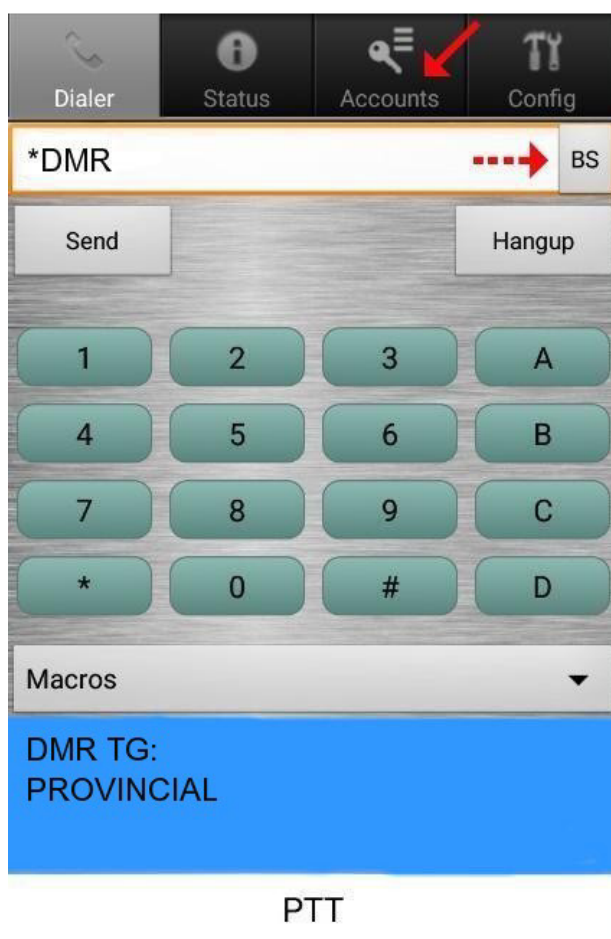 Dialer Status Accounts Config
*DMR BS
Send Hangup
1 2 3 A
4 5 6 B
7 8 9 C
* 0 # D
Macros
DMR TG:
PROVINCIAL
PTT